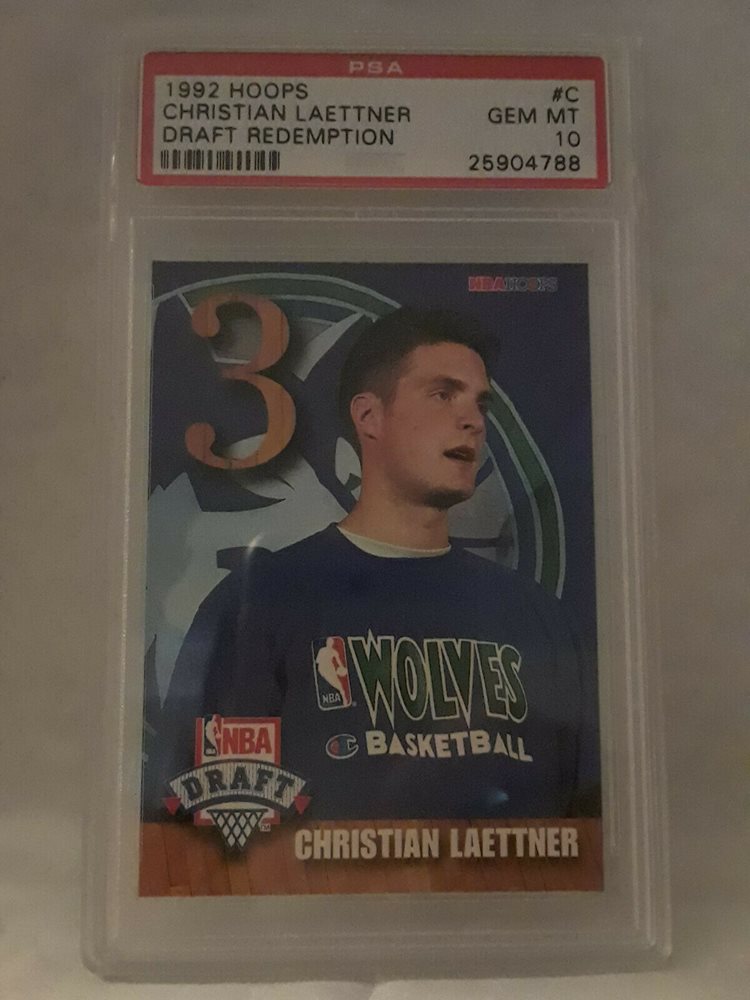 PSA
1992 HOOPS #C
CHRISTIAN LAETTNER GEM MT
DRAFT REDEMPTION 10
25904788
NBA HOOPS
3
NBA
WOLVES
C BASKETBALL
NBA
DRAFT
TM
CHRISTIAN LAETTNER